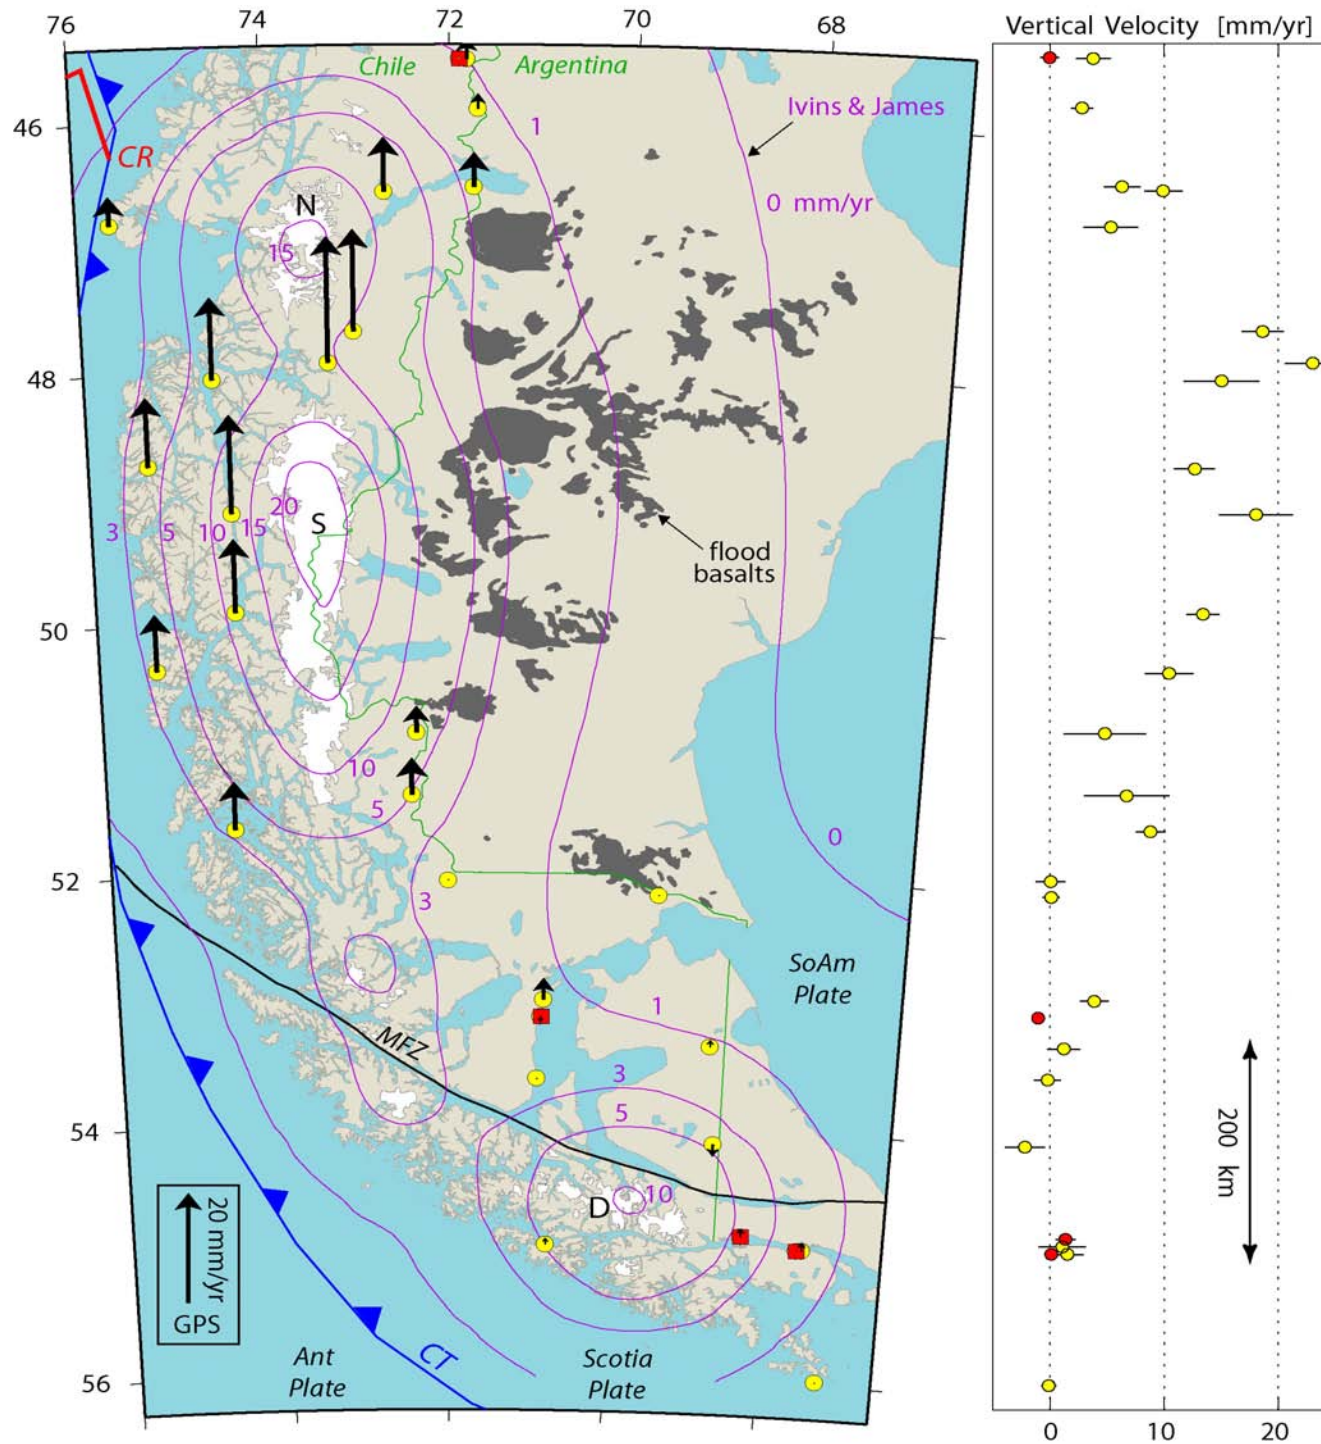 76 72 70 68
74
Vertical Velocity [mm/yr]
Chile Argentina
Ivins & James
46
1
CR
N
0 mm/yr
15
48
20
S
3 5 10 15
flood
basalts
50
10
5
0
52
3
SoAm
Plate
1
MFZ
3
5
200 km
54
10
D
20 mm/yr
GPS
Ant
Plate
CT
Scotia
Plate
56
0 10 20